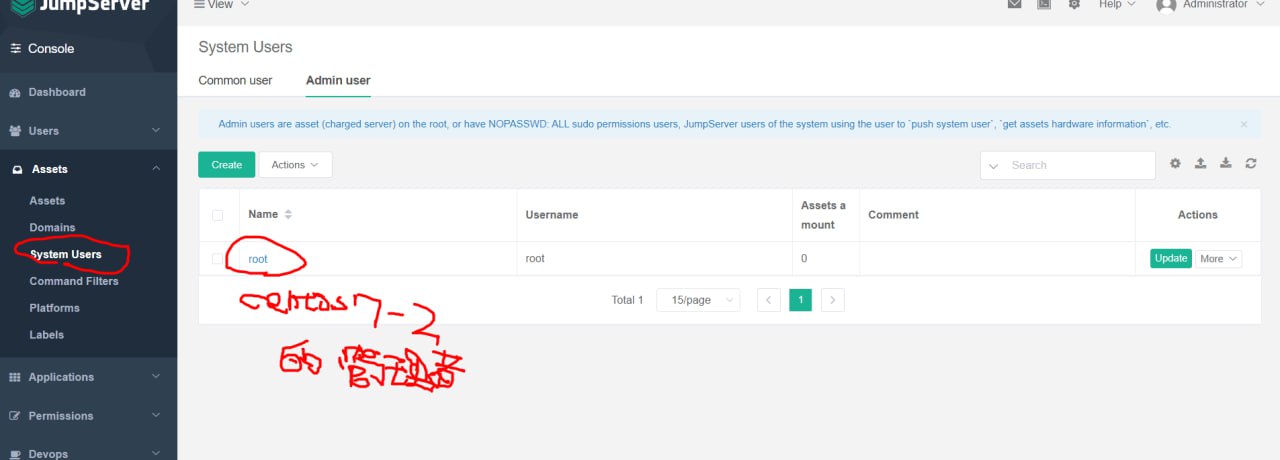 JumpServer
View
Help
Administrator
Console
Dashboard
Users
Assets
Assets
Domains
System Users
Command Filters
Platforms
Labels
Applications
Permissions
Devops
System Users
Common user Admin user
Admin users are asset (charged server) on the root, or have NOPASSWD: ALL sudo permissions users, JumpServer users of the system using the user to `push system user`, `get assets hardware information`, etc.
Create Actions
Search
Name Username Assets a
mount Comment Actions
root root 0 Update More
Total 1 15/page 1
centos7-2
的管理者